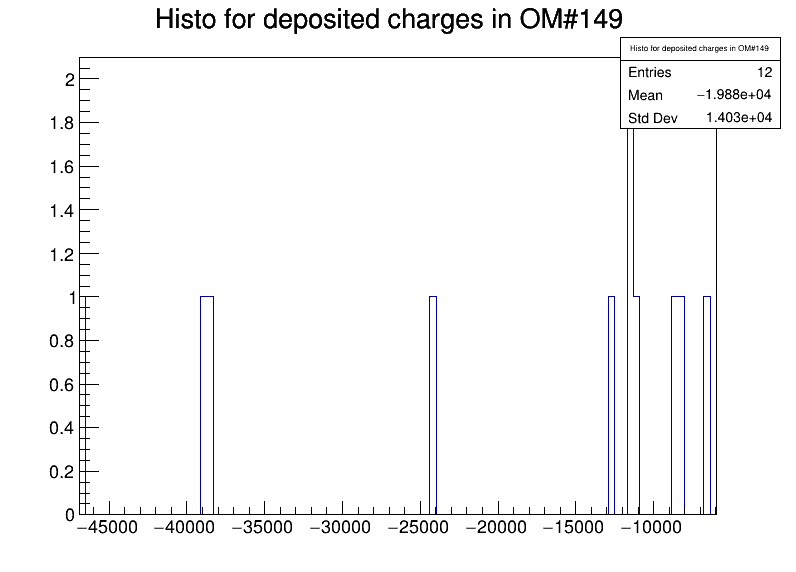 Histo for deposited charges in OM#149
Histo for deposited charges in OM#149
Entries 12
Mean −1.988e+04
Std Dev 1.403e+04
2
1.8
1.6
1.4
1.2
1
0.8
0.6
0.4
0.2
0
−45000 −40000 −35000 −30000 −25000 −20000 −15000 −10000